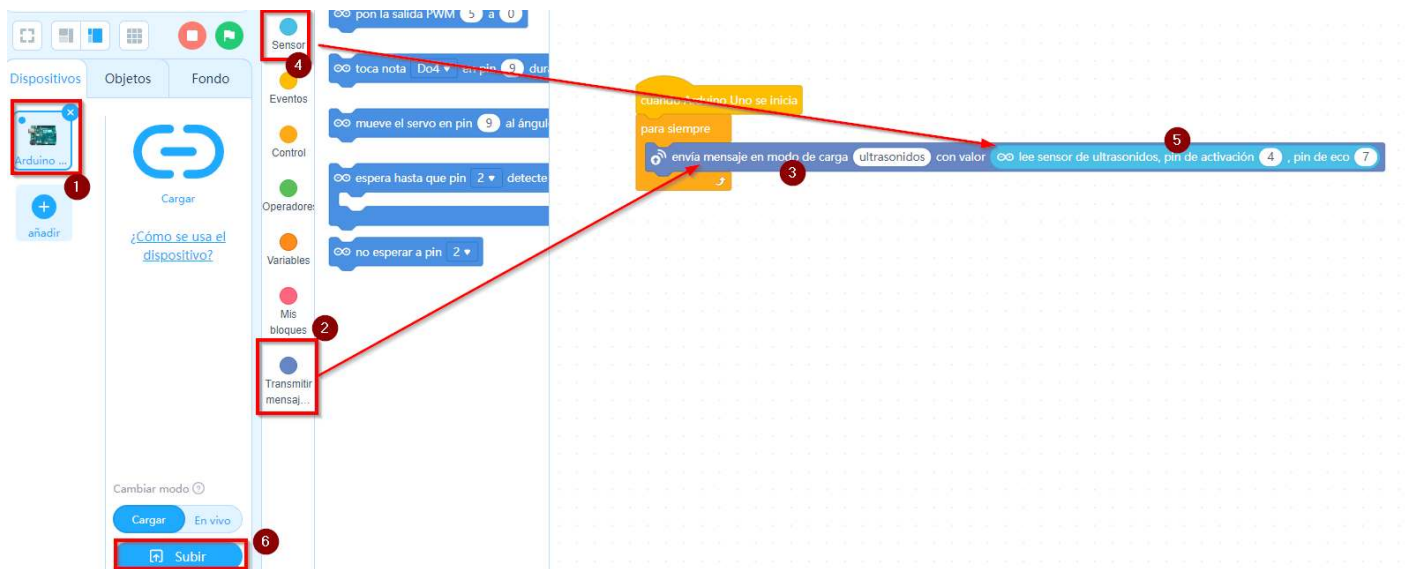 Dispositivos
Objetos
Fondo
Arduino ...
1
añadir
Cargar
¿Cómo se usa el
dispositivo?
Cambiar modo
Cargar
En vivo
6
Subir
Sensor
4
Eventos
Control
Operadores
Variables
Mis
bloques
2
Transmitir
mensaj...
pon la salida PWM 5 a 0
toca nota Do4 en pin 9 dur
mueve el servo en pin 9 al ángul
espera hasta que pin 2 detecte
no esperar a pin 2
cuando Arduino Uno se inicia
para siempre
envía mensaje en modo de carga ultrasonidos con valor lee sensor de ultrasonidos, pin de activación 4 , pin de eco 7
3
5